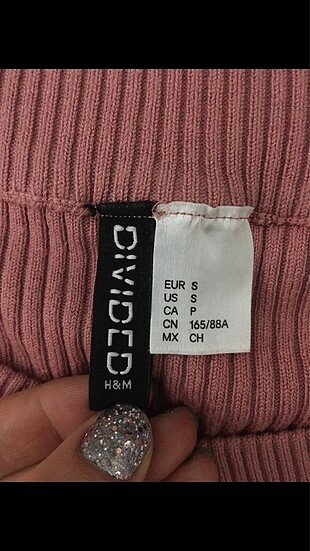 DIVIDED
H&M
EUR S
US S
CA P
CN 165/88A
MX CH